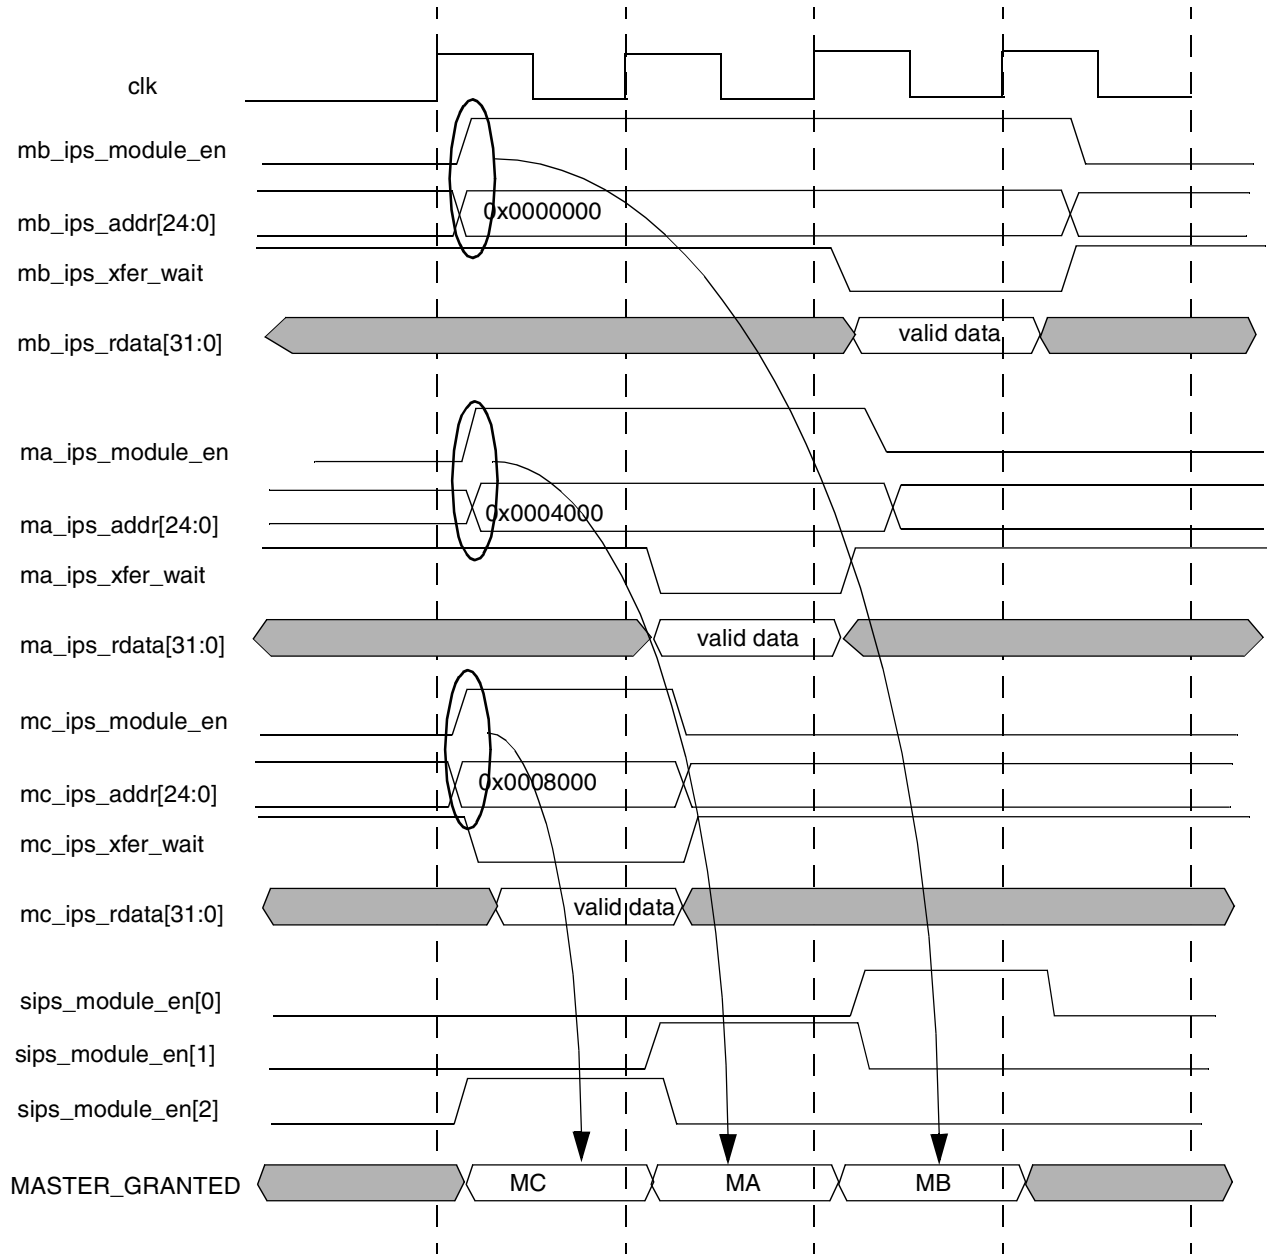 clk
mb_ips_module_en
mb_ips_addr[24:0]
0x0000000
mb_ips_xfer_wait
mb_ips_rdata[31:0]
valid data
ma_ips_module_en
ma_ips_addr[24:0]
0x0004000
ma_ips_xfer_wait
ma_ips_rdata[31:0]
valid data
mc_ips_module_en
mc_ips_addr[24:0]
0x0008000
mc_ips_xfer_wait
mc_ips_rdata[31:0]
valid data
sips_module_en[0]
sips_module_en[1]
sips_module_en[2]
MASTER_GRANTED
MC
MA
MB